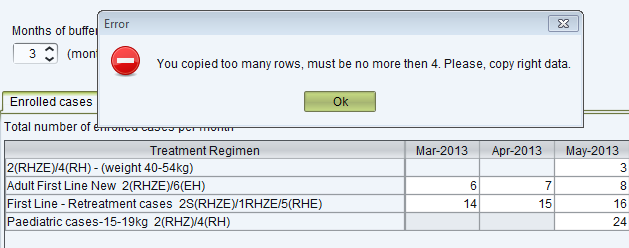 Error
Months of buffe
3 (mon
You copied too many rows, must be no more then 4. Please, copy right data.
Ok
Enrolled cases
Total number of enrolled cases per month
Treatment Regimen Mar-2013 Apr-2013 May-2013
2(RHZE)/4(RH) - (weight 40-54kg) 3
Adult First Line New 2(RHZE)/6(EH) 6 7 8
First Line - Retreatment cases 2S(RHZE)/1RHZE/5(RHE) 14 15 16
Paediatric cases-15-19kg 2(RHZ)/4(RH) 24